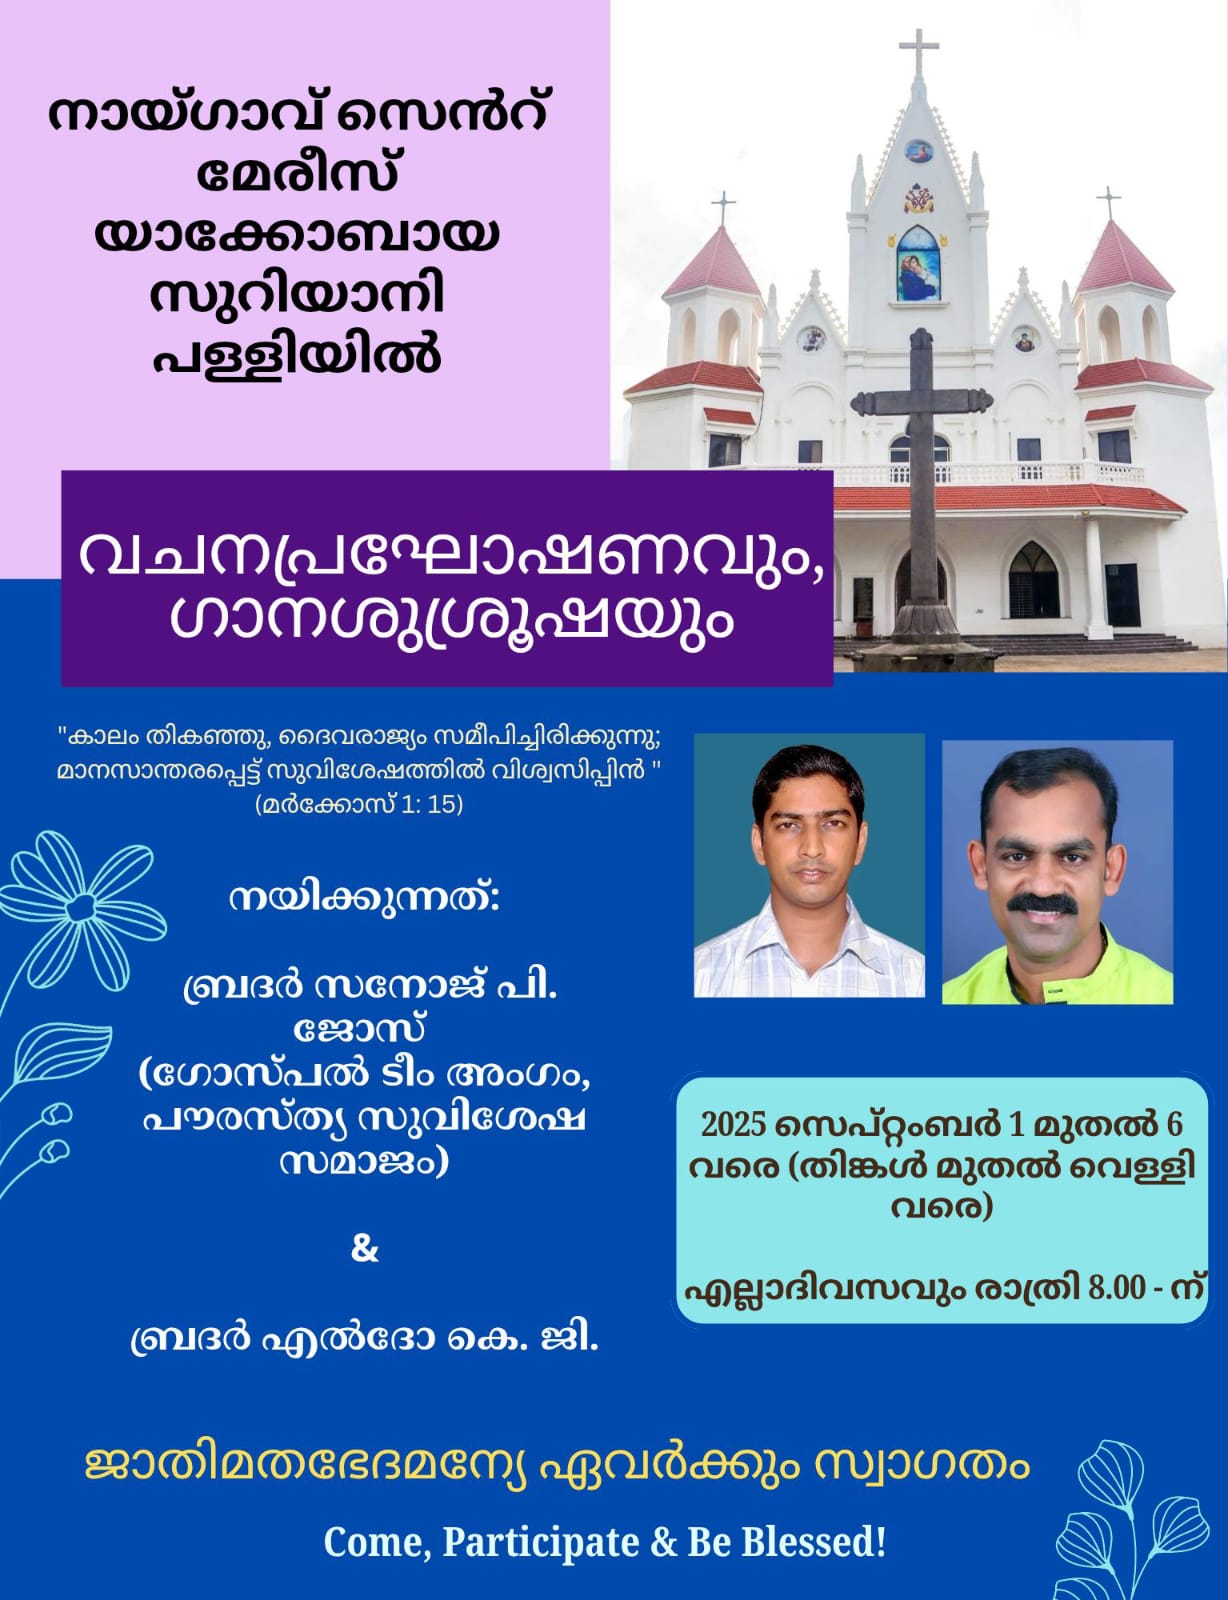 നായ്ഗാവ് സെൻറ്
മേരീസ്
യാക്കോബായ
സുറിയാനി
പള്ളിയിൽ
വചനപ്രഘോഷണവും,
ഗാനശുശ്രൂഷയും
"കാലം തികഞ്ഞു, ദൈവരാജ്യം സമീപിച്ചിരിക്കുന്നു;
മാനസാന്തരപ്പെട്ട് സുവിശേഷത്തിൽ വിശ്വസിപ്പിൻ "
(മർക്കോസ് 1: 15)
നയിക്കുന്നത്:
ബ്രദർ സനോജ് പി.
ജോസ്
(ഗോസ്പൽ ടീം അംഗം,
പൗരസ്ത്യ സുവിശേഷ
സമാജം)
&
ബ്രദർ എൽദോ കെ. ജി.
2025 സെപ്റ്റംബർ 1 മുതൽ 6
വരെ (തിങ്കൾ മുതൽ വെള്ളി
വരെ)
എല്ലാദിവസവും രാത്രി 8.00 - ന്
ജാതിമതഭേദമന്യേ ഏവർക്കും സ്വാഗതം
Come, Participate & Be Blessed!